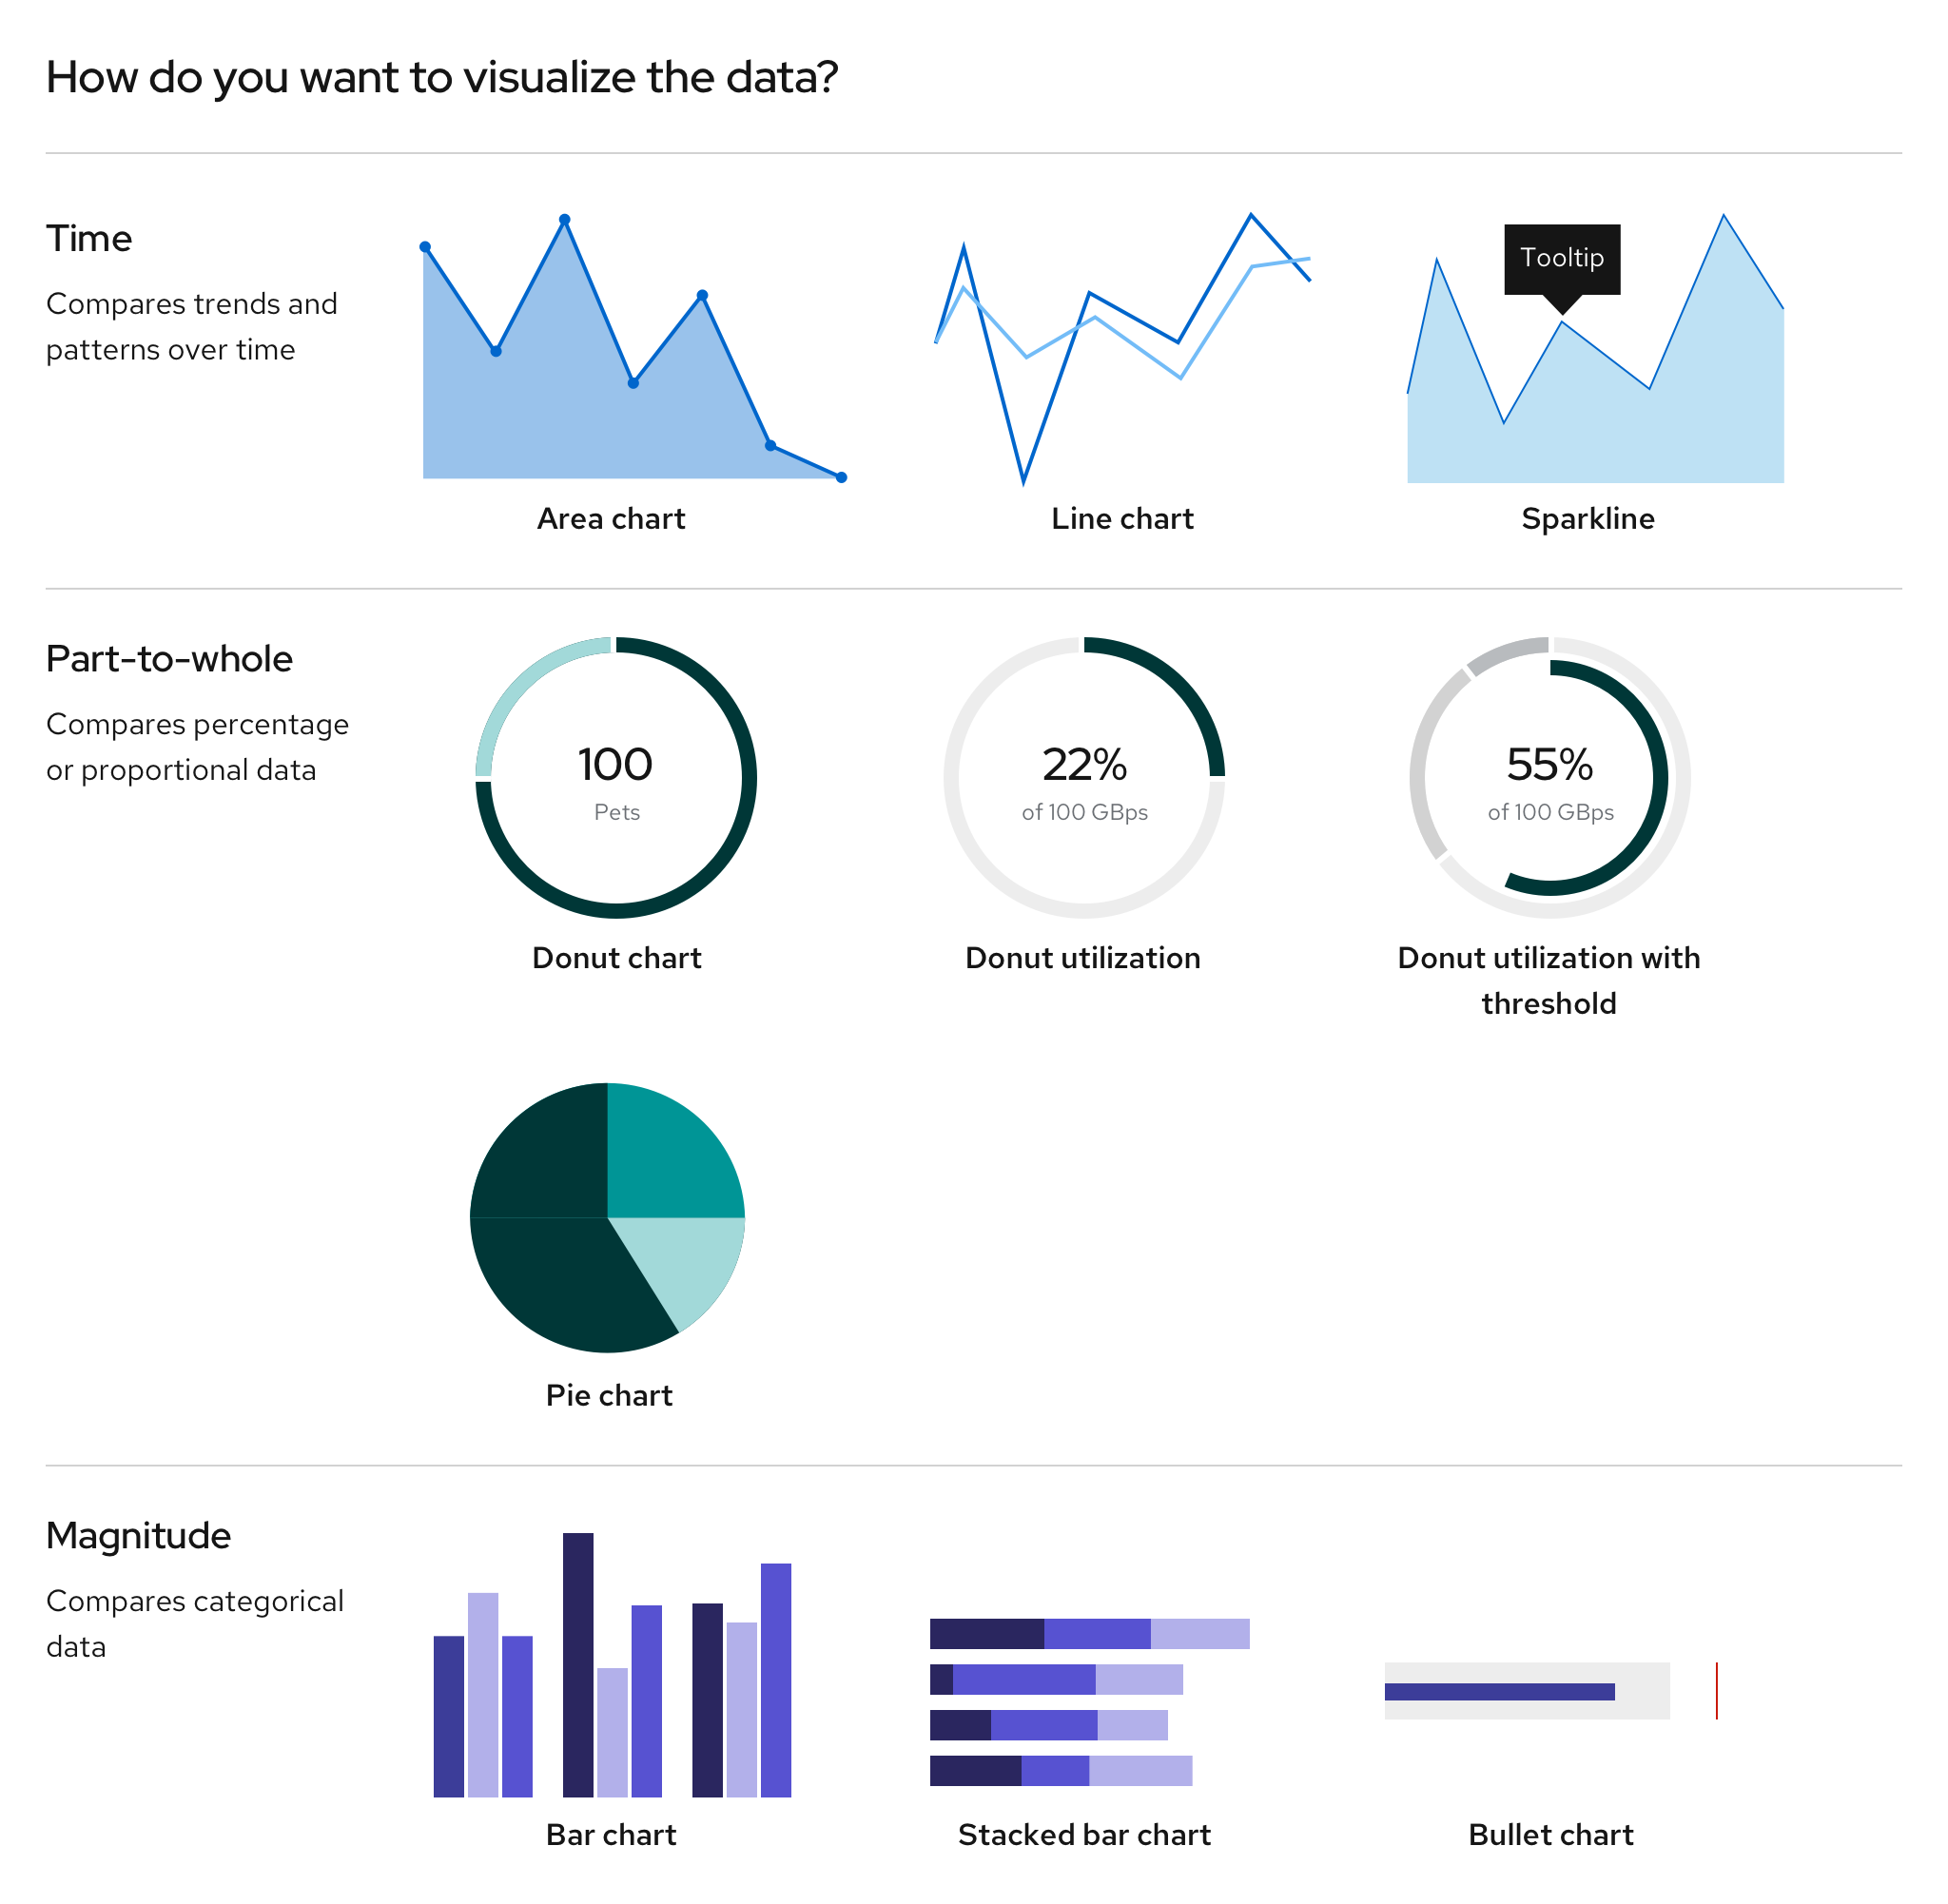 How do you want to visualize the data?
Time
Compares trends and
patterns over time
Tooltip
Area chart
Line chart
Sparkline
Part-to-whole
Compares percentage
or proportional data
100
Pets
22%
of 100 GBps
55%
of 100 GBps
Donut chart
Donut utilization
Donut utilization with
threshold
Pie chart
Magnitude
Compares categorical
data
Bar chart
Stacked bar chart
Bullet chart